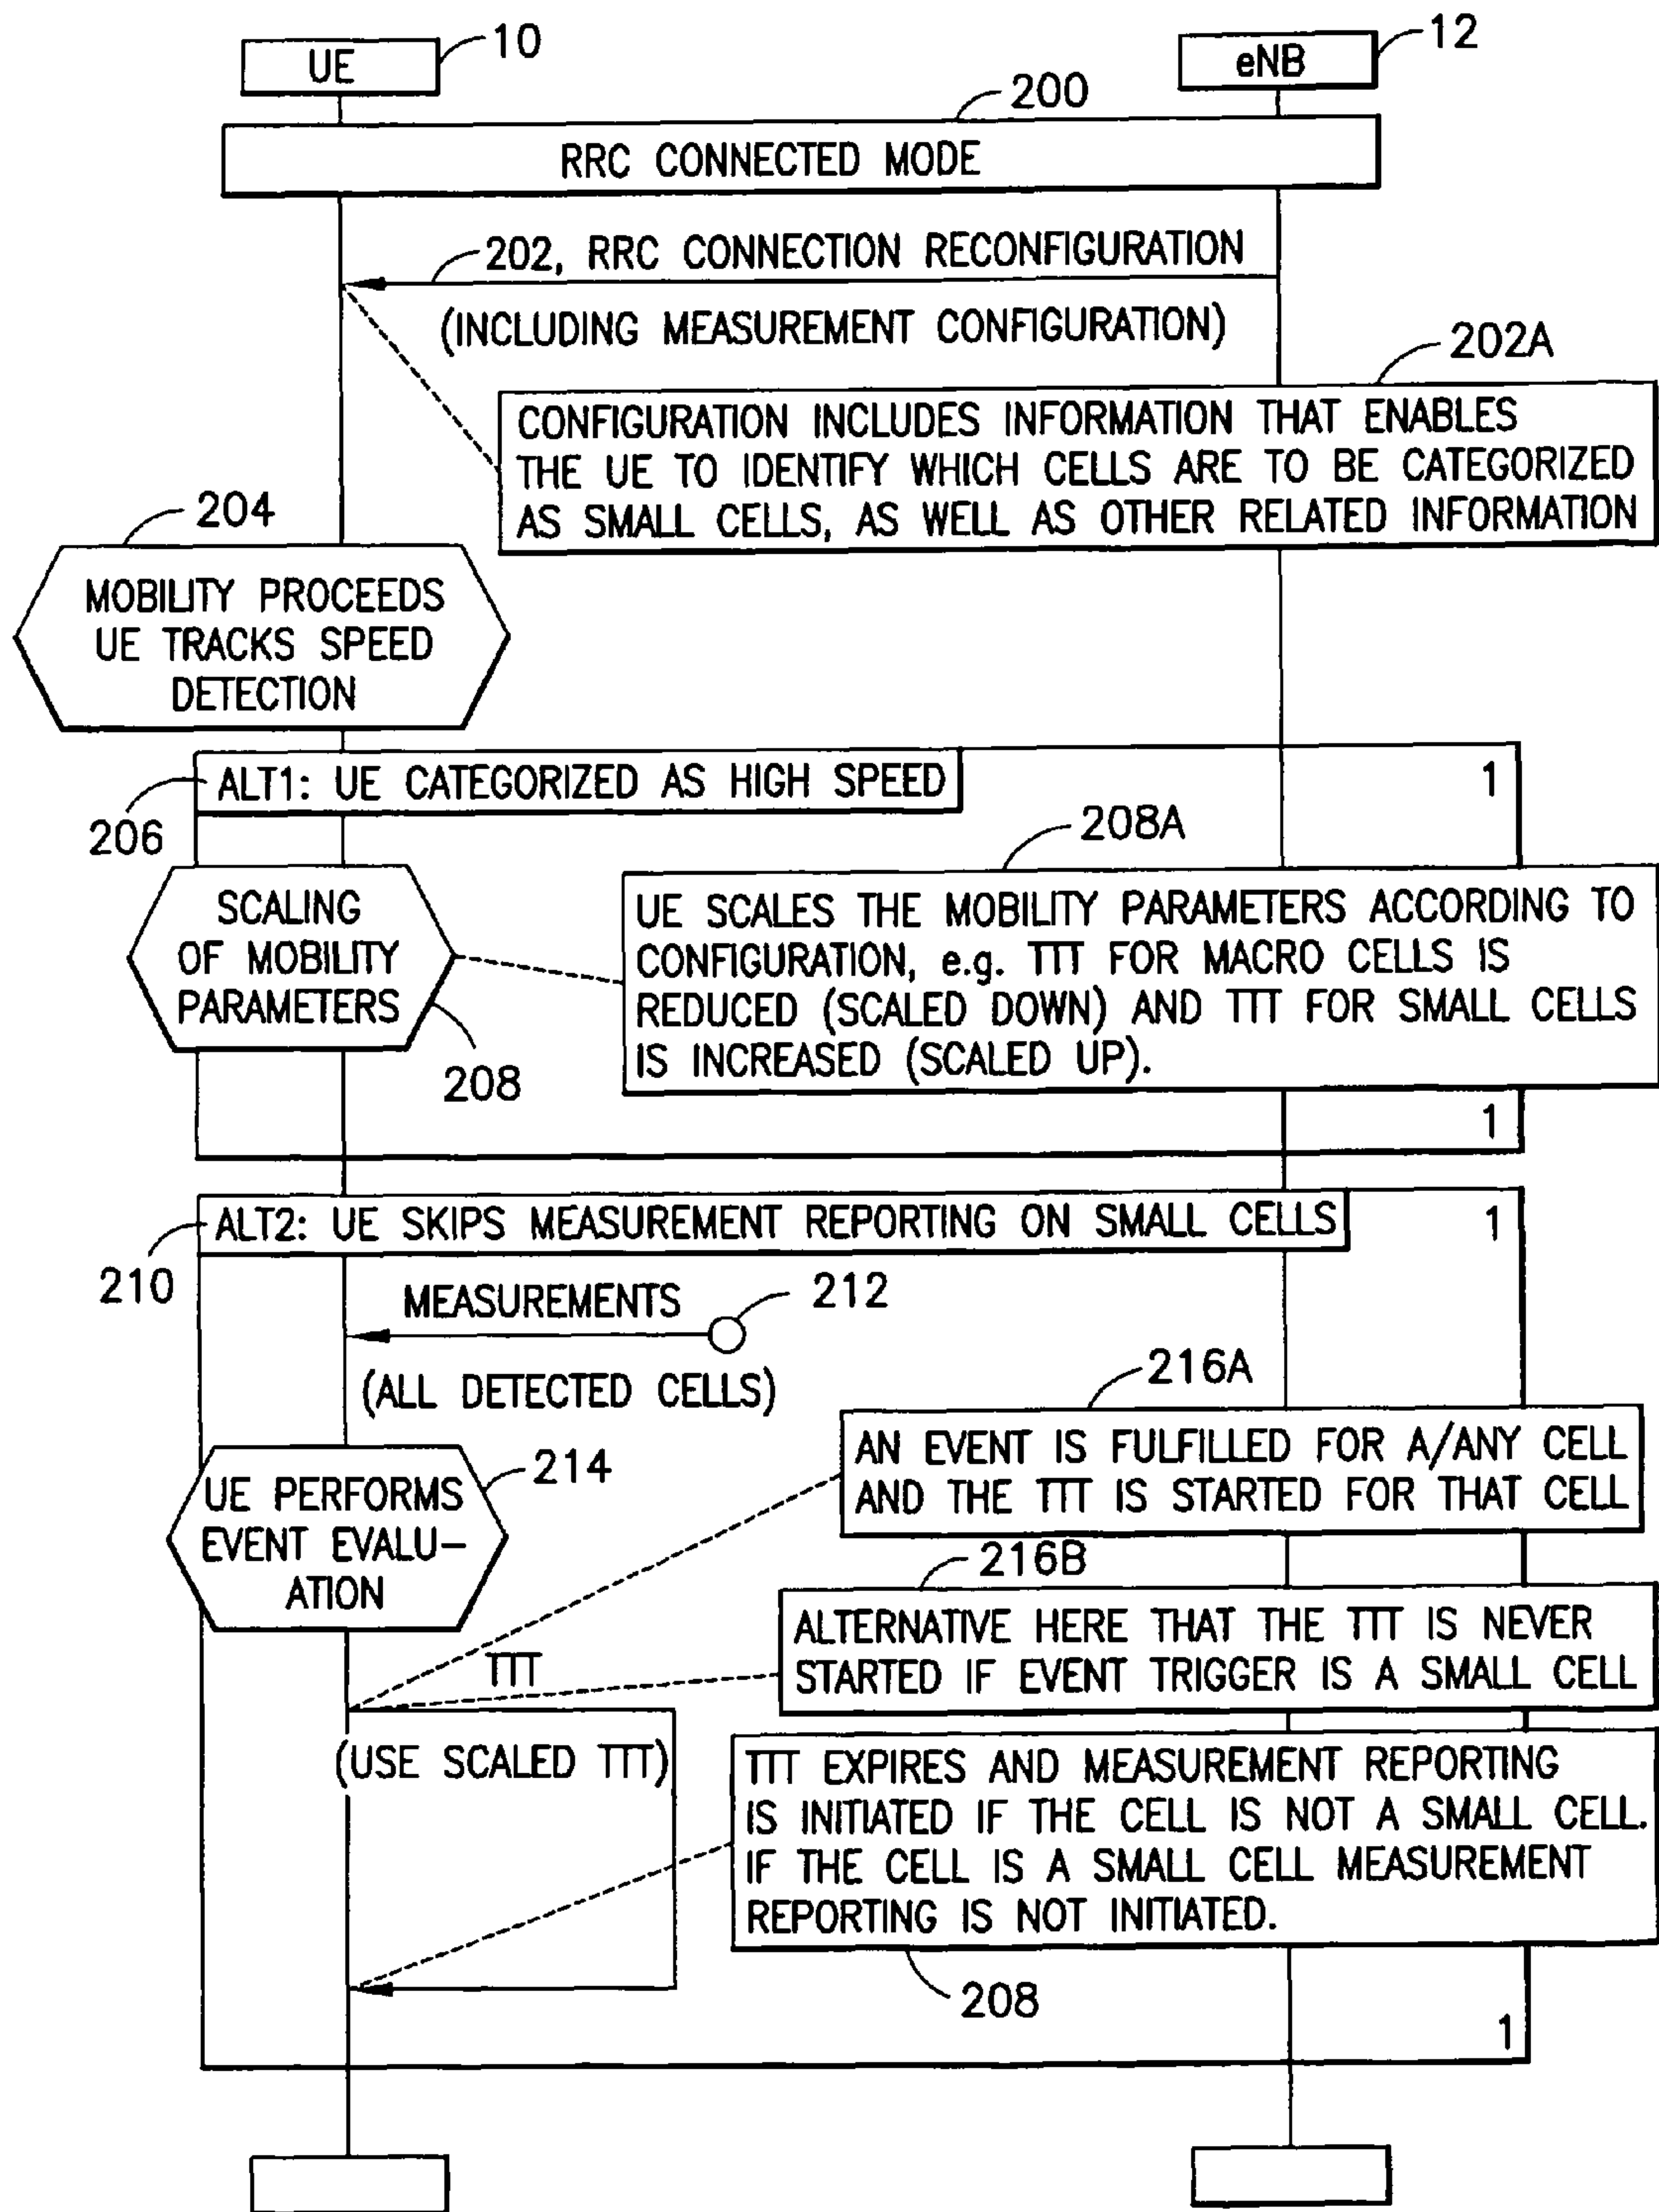 UE
10
eNB
12
200
RRC CONNECTED MODE
202, RRC CONNECTION RECONFIGURATION
(INCLUDING MEASUREMENT CONFIGURATION)
202A
CONFIGURATION INCLUDES INFORMATION THAT ENABLES
THE UE TO IDENTIFY WHICH CELLS ARE TO BE CATEGORIZED
AS SMALL CELLS, AS WELL AS OTHER RELATED INFORMATION
204
MOBILITY PROCEEDS
UE TRACKS SPEED
DETECTION
ALT1: UE CATEGORIZED AS HIGH SPEED
1
206
208A
SCALING
OF MOBILITY
PARAMETERS
208
UE SCALES THE MOBILITY PARAMETERS ACCORDING TO
CONFIGURATION, e.g. TTT FOR MACRO CELLS IS
REDUCED (SCALED DOWN) AND TTT FOR SMALL CELLS
IS INCREASED (SCALED UP).
1
ALT2: UE SKIPS MEASUREMENT REPORTING ON SMALL CELLS
1
210
MEASUREMENTS
212
(ALL DETECTED CELLS)
216A
AN EVENT IS FULFILLED FOR A/ANY CELL
AND THE TTT IS STARTED FOR THAT CELL
UE PERFORMS
EVENT EVALU-
ATION
214
216B
ALTERNATIVE HERE THAT THE TTT IS NEVER
STARTED IF EVENT TRIGGER IS A SMALL CELL
TTT
(USE SCALED TTT)
TTT EXPIRES AND MEASUREMENT REPORTING
IS INITIATED IF THE CELL IS NOT A SMALL CELL.
IF THE CELL IS A SMALL CELL MEASUREMENT
REPORTING IS NOT INITIATED.
208
1